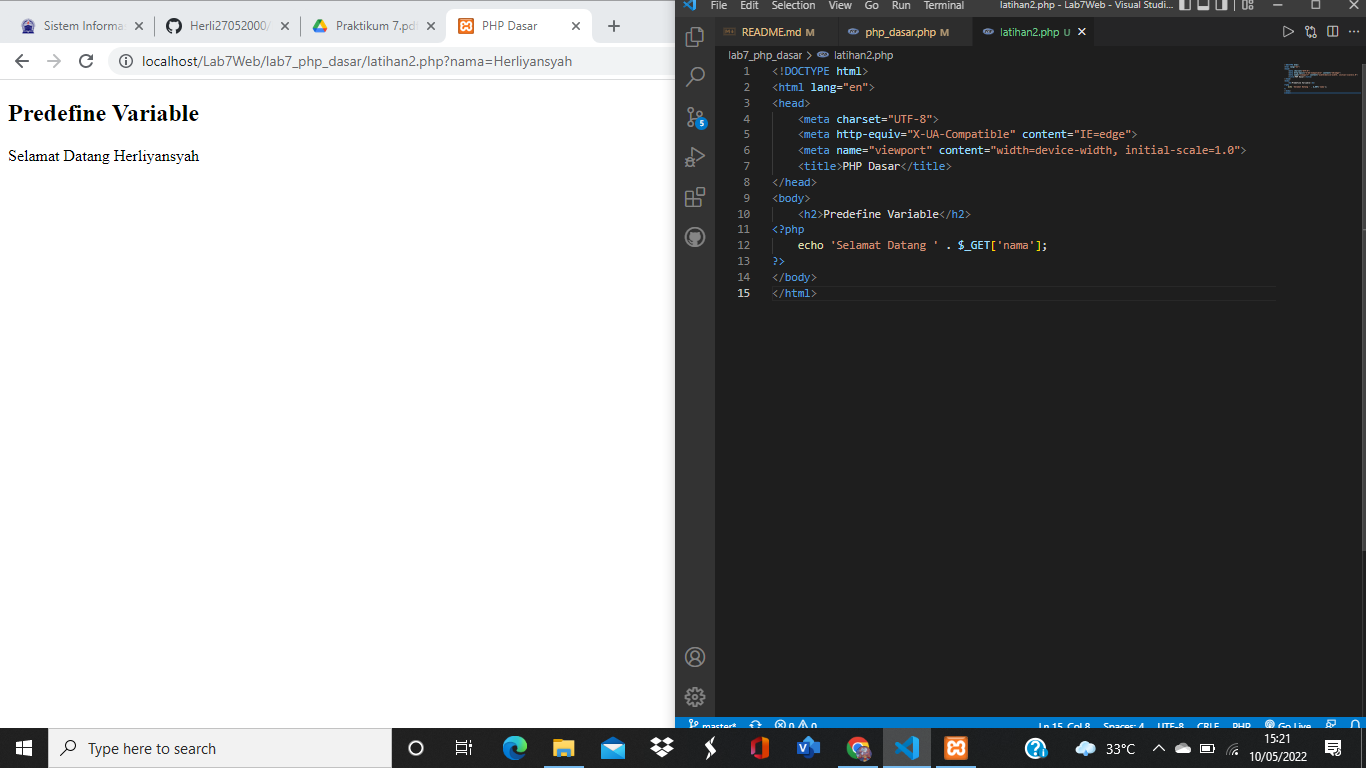 Sistem Informa
Herli27052000/
Praktikum 7.pdf
PHP Dasar
localhost/Lab7Web/lab7_php_dasar/latihan2.php?nama=Herliyansyah
Predefine Variable
Selamat Datang Herliyansyah
File Edit Selection View Go Run Terminal
latihan2.php - Lab7Web - Visual Studi...
README.md M
php_dasar.php M
latihan2.php U
lab7_php_dasar > latihan2.php
1 <!DOCTYPE html>
2 <html lang="en">
3 <head>
4 <meta charset="UTF-8">
5 <meta http-equiv="X-UA-Compatible" content="IE=edge">
6 <meta name="viewport" content="width=device-width, initial-scale=1.0">
7 <title>PHP Dasar</title>
8 </head>
9 <body>
10 <h2>Predefine Variable</h2>
11 <?php
12 echo 'Selamat Datang ' . $_GET['nama'];
13 ?>
14 </body>
15 </html>
5
master* 0 0 Ln 15, Col 8 Spaces: 4 UTF-8 CRLF PHP Go Live
Type here to search
33°C
15:21
10/05/2022